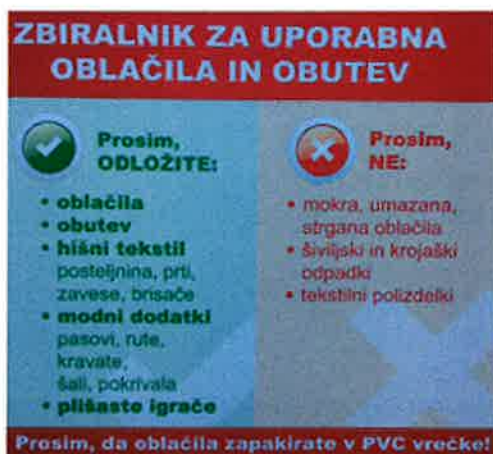 ZBIRALNIK ZA UPORABNA
OBLAČILA IN OBUTEV
Prosim,
ODLOŽITE:
• oblačila
• obutev
• hišni tekstil
posteljnina, prti,
zavese, brisače
• modni dodatki
pasovi, rute,
kravate,
šali, pokrivala
• plišaste igrače
Prosim,
NE:
• mokra, umazana,
strgana oblačila
• šiviljski in krojaški
odpadki
• tekstilni polizdelki
Prosim, da oblačila zapakirate v PVC vrečke!